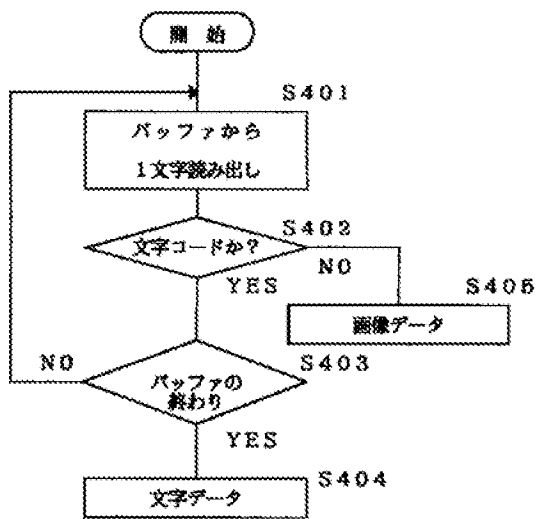 開始
S401
バッファから
1文字読み出し
S402
文字コードか?
NO
YES
S405
画像データ
S403
NO
バッファの
終わり
YES
S404
文字データ